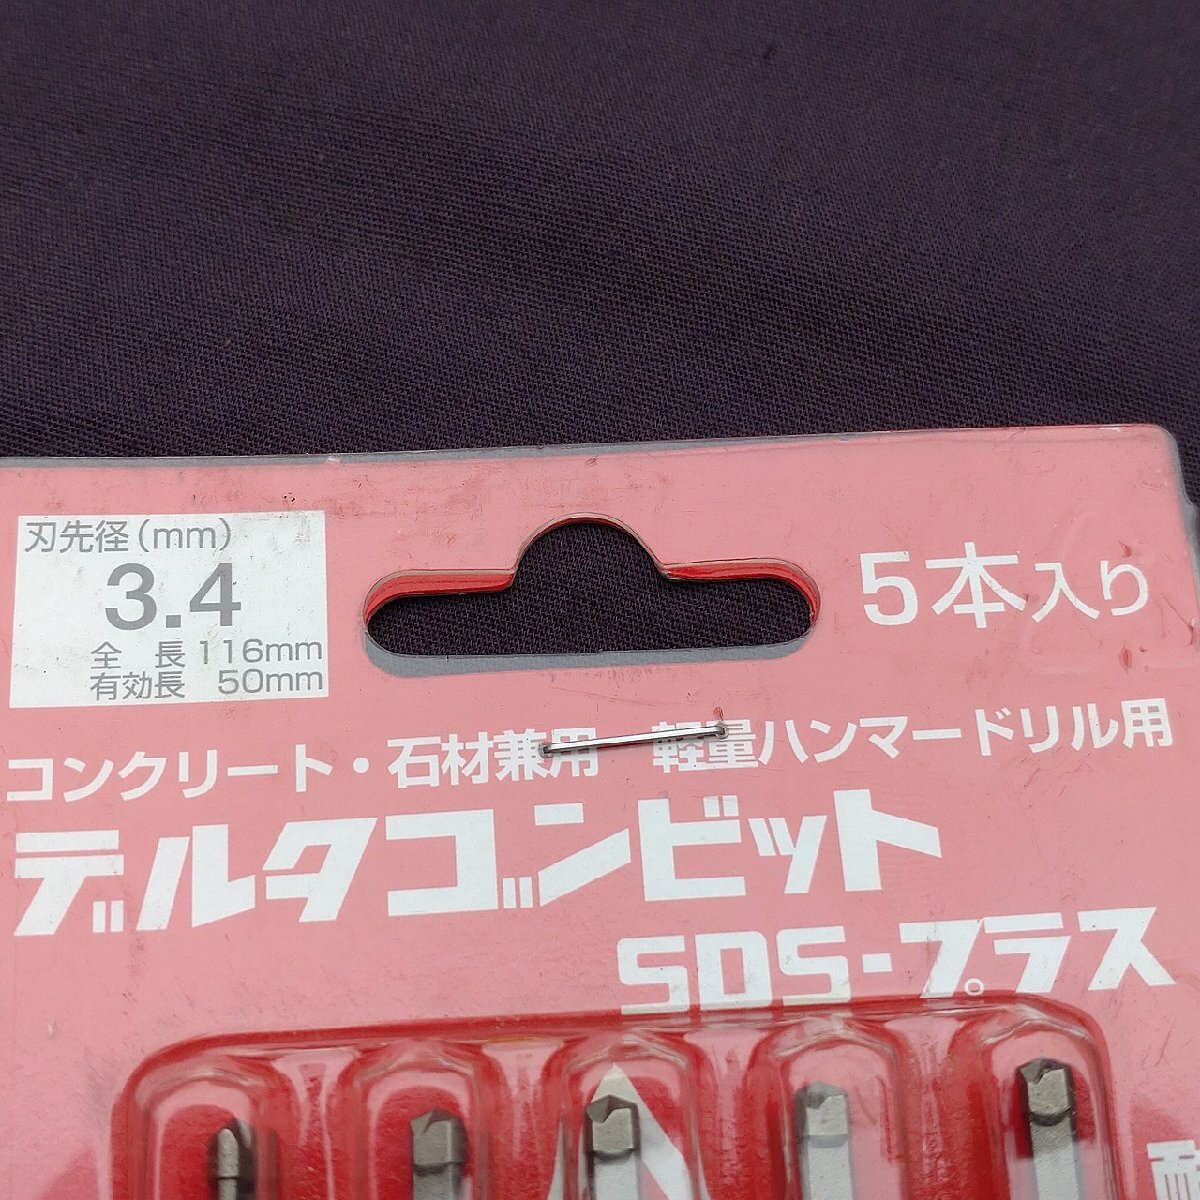 刃先径(mm)
3.4
全 長 116mm
有効長 50mm
5本入り
コンクリート・石材兼用 軽量ハンマードリル用
デルタゴンビット
SDS-プラス